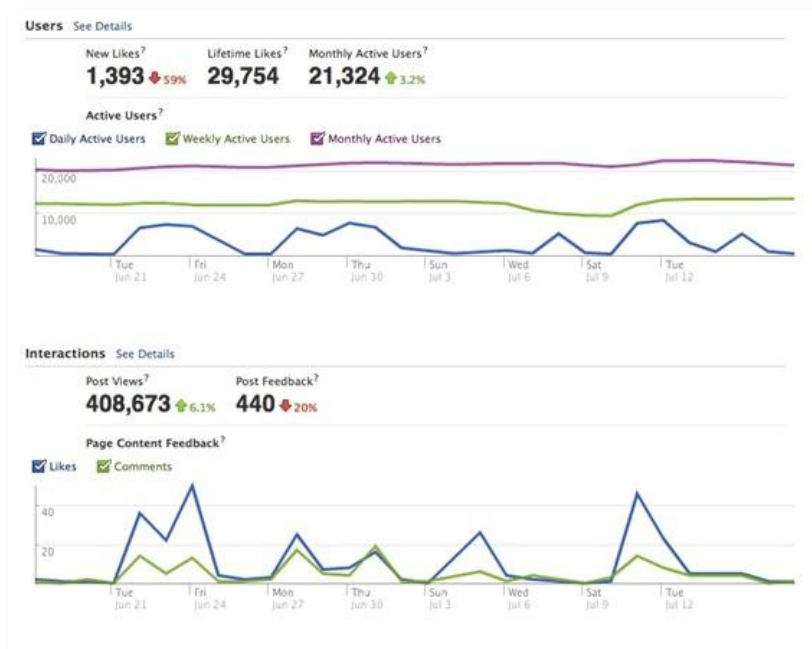 Users See Details
New Likes? Lifetime Likes? Monthly Active Users?
1,393 59% 29,754 21,324 3.2%
Active Users?
Daily Active Users Weekly Active Users Monthly Active Users
20,000
10,000
Tue Fri Mon Thu Sun Wed Sat Tue
Jun 21 Jun 24 Jun 27 Jun 30 Jul 3 Jul 6 Jul 9 Jul 12
Interactions See Details
Post Views? Post Feedback?
408,673 6.1% 440 20%
Page Content Feedback?
Likes Comments
40
20
Tue Fri Mon Thu Sun Wed Sat Tue
Jun 21 Jun 24 Jun 27 Jun 30 Jul 3 Jul 6 Jul 9 Jul 12